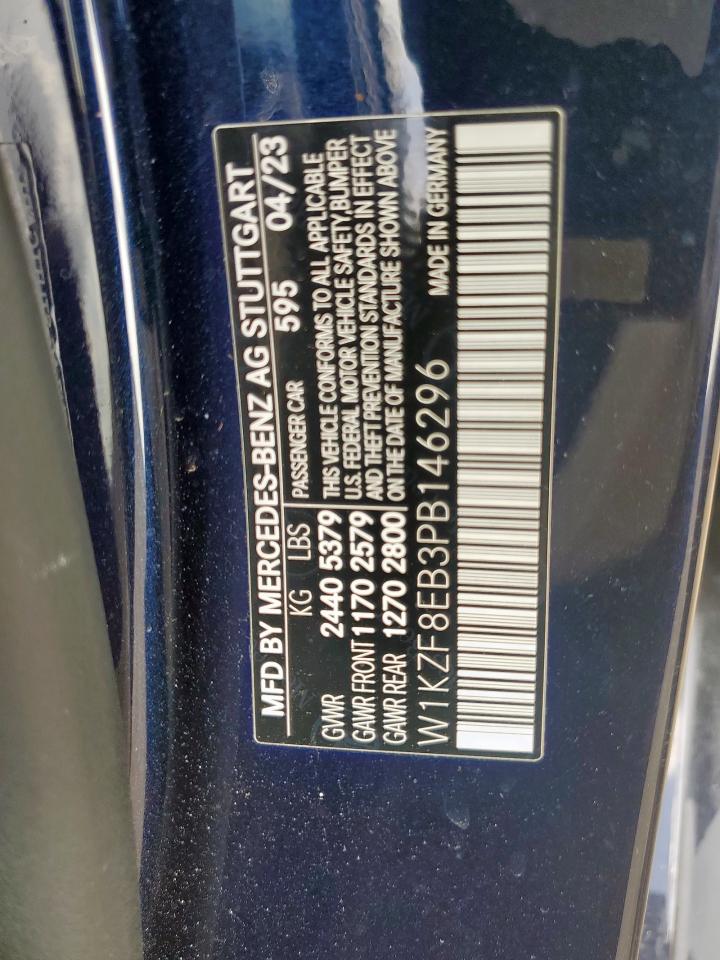 MFD BY MERCEDES-BENZ AG STUTTGART
KG LBS PASSENGER CAR 595 04/23
GWWR 2440 5379 THIS VEHICLE CONFORMS TO ALL APPLICABLE
GAWR FRONT 1170 2579 U.S. FEDERAL MOTOR VEHICLE SAFETY,BUMPER
AND THEFT PREVENTION STANDARDS IN EFFECT
GAWR REAR 1270 2800 ON THE DATE OF MANUFACTURE SHOWN ABOVE
W1KZF8EB3PB146296 MADE IN GERMANY